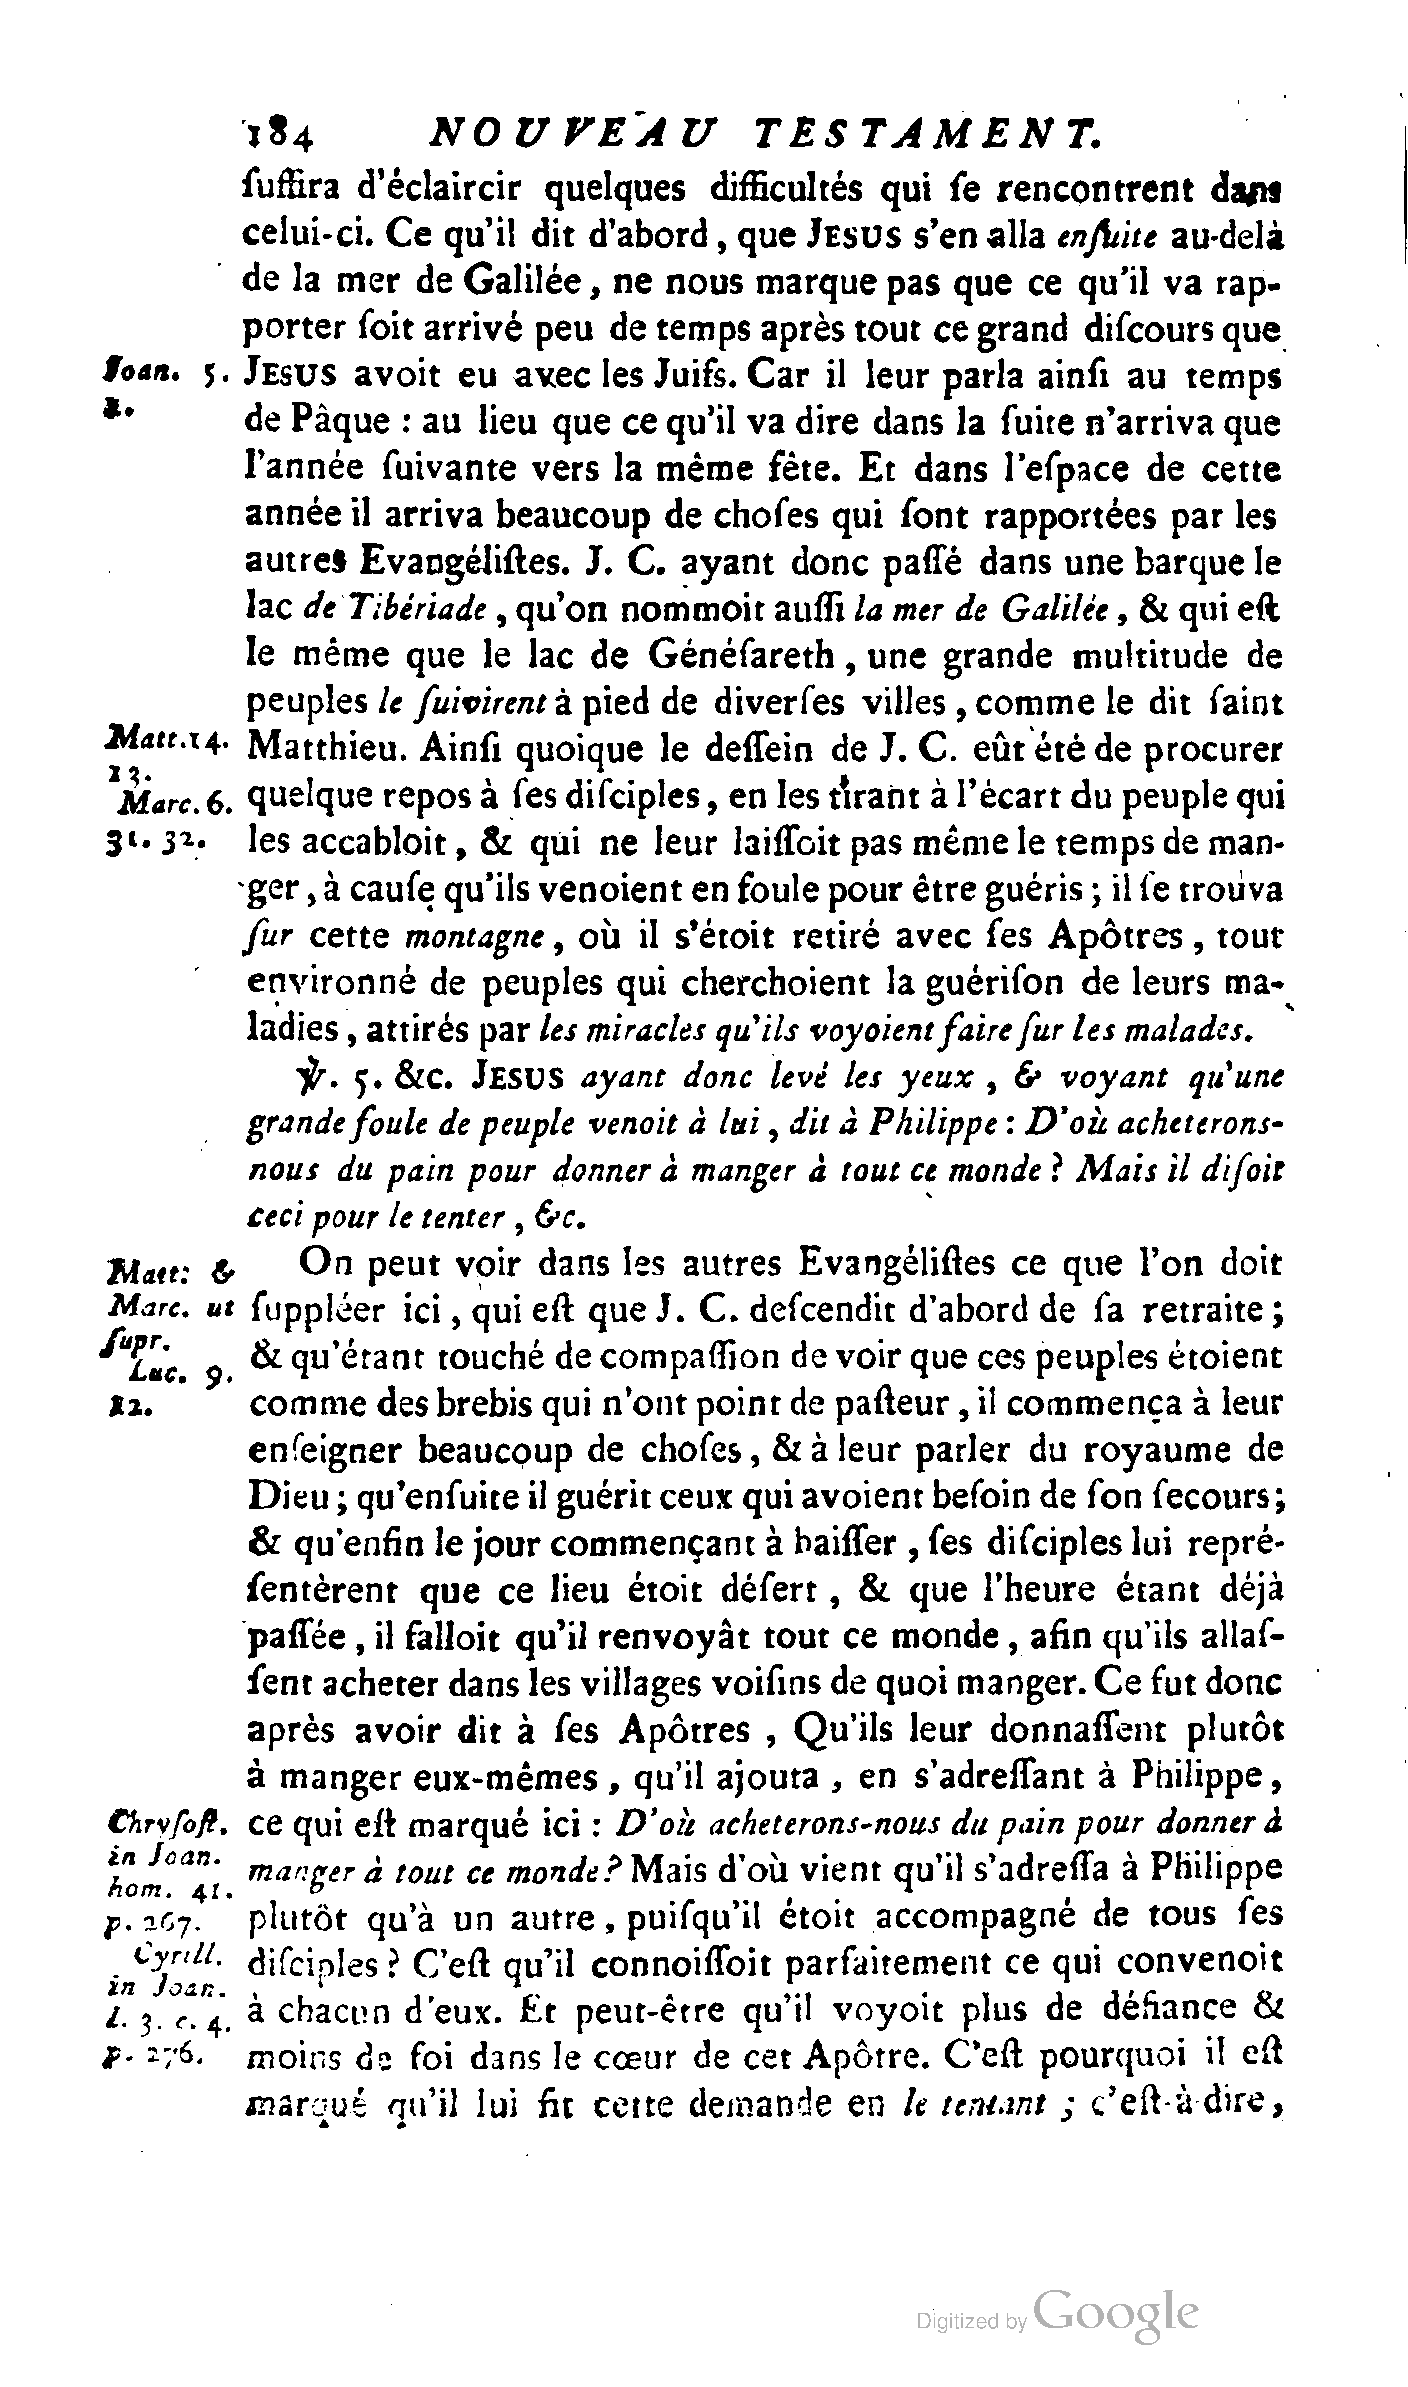 184 NOUVEAU TESTAMENT.
ſuffira d'éclaircir quelques difficultés qui ſe rencontrent dans
celui-ci. Ce qu'il dit d'abord, que JESUS s'en alla enſuite au-delà
de la mer de Galilée, ne nous marque pas que ce qu'il va rap-
porter ſoit arrivé peu de temps après tout ce grand diſcours que
Joan. 5. JESUS avoit eu avec les Juifs. Car il leur parla ainſi au temps
1. de Pâque : au lieu que ce qu'il va dire dans la ſuite n'arriva que
l'année ſuivante vers la même fête. Et dans l'eſpace de cette
année il arriva beaucoup de choſes qui ſont rapportées par les
autres Evangéliſtes. J. C. ayant donc paſſé dans une barque le
lac de Tibériade, qu'on nommoit auſſi la mer de Galilée, & qui eſt
le même que le lac de Généſareth, une grande multitude de
peuples le ſuivirent à pied de diverſes villes, comme le dit ſaint
Matt. 14. Matthieu. Ainſi quoique le deſſein de J. C. eût été de procurer
13.
Marc. 6. quelque repos à ſes diſciples, en les tirant à l'écart du peuple qui
31. 32. les accabloit, & qui ne leur laiſſoit pas même le temps de man-
ger, à cauſe qu'ils venoient en foule pour être guéris ; il ſe trouva
ſur cette montagne, où il s'étoit retiré avec ſes Apôtres, tout
environné de peuples qui cherchoient la guériſon de leurs ma-
ladies, attirés par les miracles qu'ils voyoient faire ſur les malades.
℣. 5. &c. JESUS ayant donc levé les yeux, & voyant qu'une
grande foule de peuple venoit à lui, dit à Philippe : D'où acheterons-
nous du pain pour donner à manger à tout ce monde ? Mais il diſoit
ceci pour le tenter, &c.
Matt: & On peut voir dans les autres Evangéliſtes ce que l'on doit
Marc. ut ſuppléer ici, qui eſt que J. C. deſcendit d'abord de ſa retraite ;
ſupr.
Luc. 9. & qu'étant touché de compaſſion de voir que ces peuples étoient
12. comme des brebis qui n'ont point de paſteur, il commença à leur
enſeigner beaucoup de choſes, & à leur parler du royaume de
Dieu ; qu'enſuite il guérit ceux qui avoient beſoin de ſon ſecours;
& qu'enfin le jour commençant à baiſſer, ſes diſciples lui repré-
ſentèrent que ce lieu étoit déſert, & que l'heure étant déjà
paſſée, il falloit qu'il renvoyât tout ce monde, afin qu'ils allaſ-
ſent acheter dans les villages voiſins de quoi manger. Ce fut donc
après avoir dit à ſes Apôtres, Qu'ils leur donnaſſent plutôt
à manger eux-mêmes, qu'il ajouta, en s'adreſſant à Philippe,
Chryſoſt. ce qui eſt marqué ici : D'où acheterons-nous du pain pour donner à
in Joan.
hom. 41. manger à tout ce monde ? Mais d'où vient qu'il s'adreſſa à Philippe
p. 267. plutôt qu'à un autre, puiſqu'il étoit accompagné de tous ſes
Cyrill. diſciples ? C'eſt qu'il connoiſſoit parfaitement ce qui convenoit
in Joan.
l. 3. c. 4. à chacun d'eux. Et peut-être qu'il voyoit plus de défiance &
p. 276. moins de foi dans le cœur de cet Apôtre. C'eſt pourquoi il eſt
marqué qu'il lui fit cette demande en le tentant ; c'eſt-à-dire,
Digitized by Google